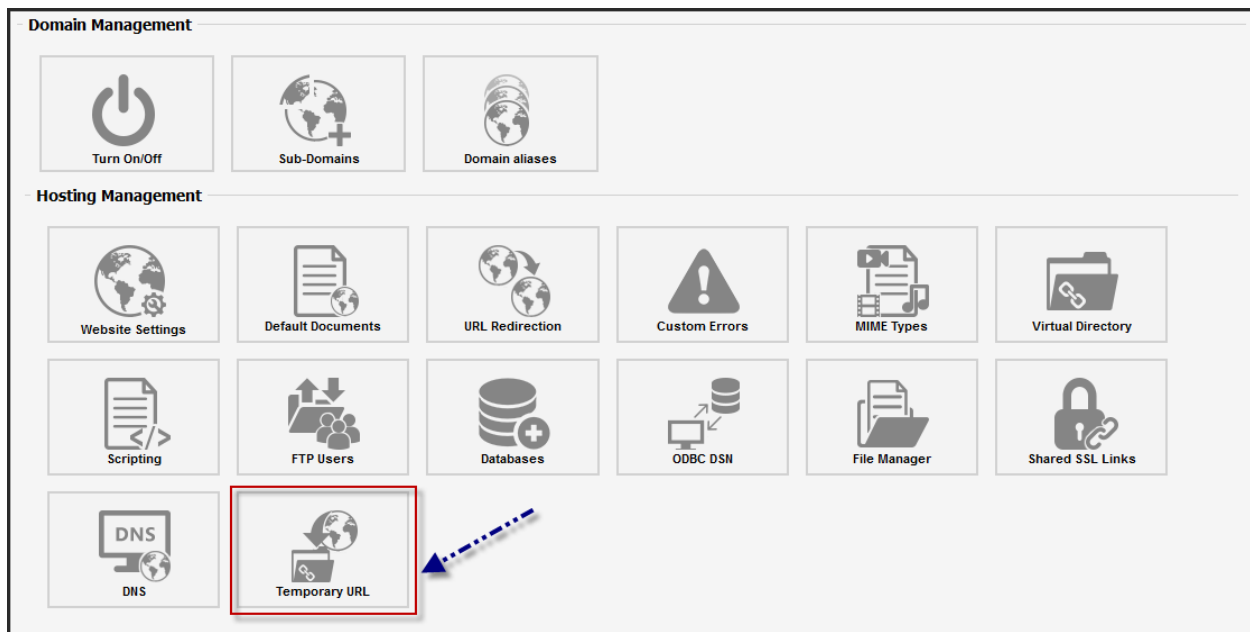 Domain Management
Turn On/Off
Sub-Domains
Domain aliases
Hosting Management
Website Settings
Default Documents
URL Redirection
Custom Errors
MIME Types
Virtual Directory
</>
Scripting
FTP Users
Databases
ODBC DSN
File Manager
Shared SSL Links
DNS
DNS
Temporary URL